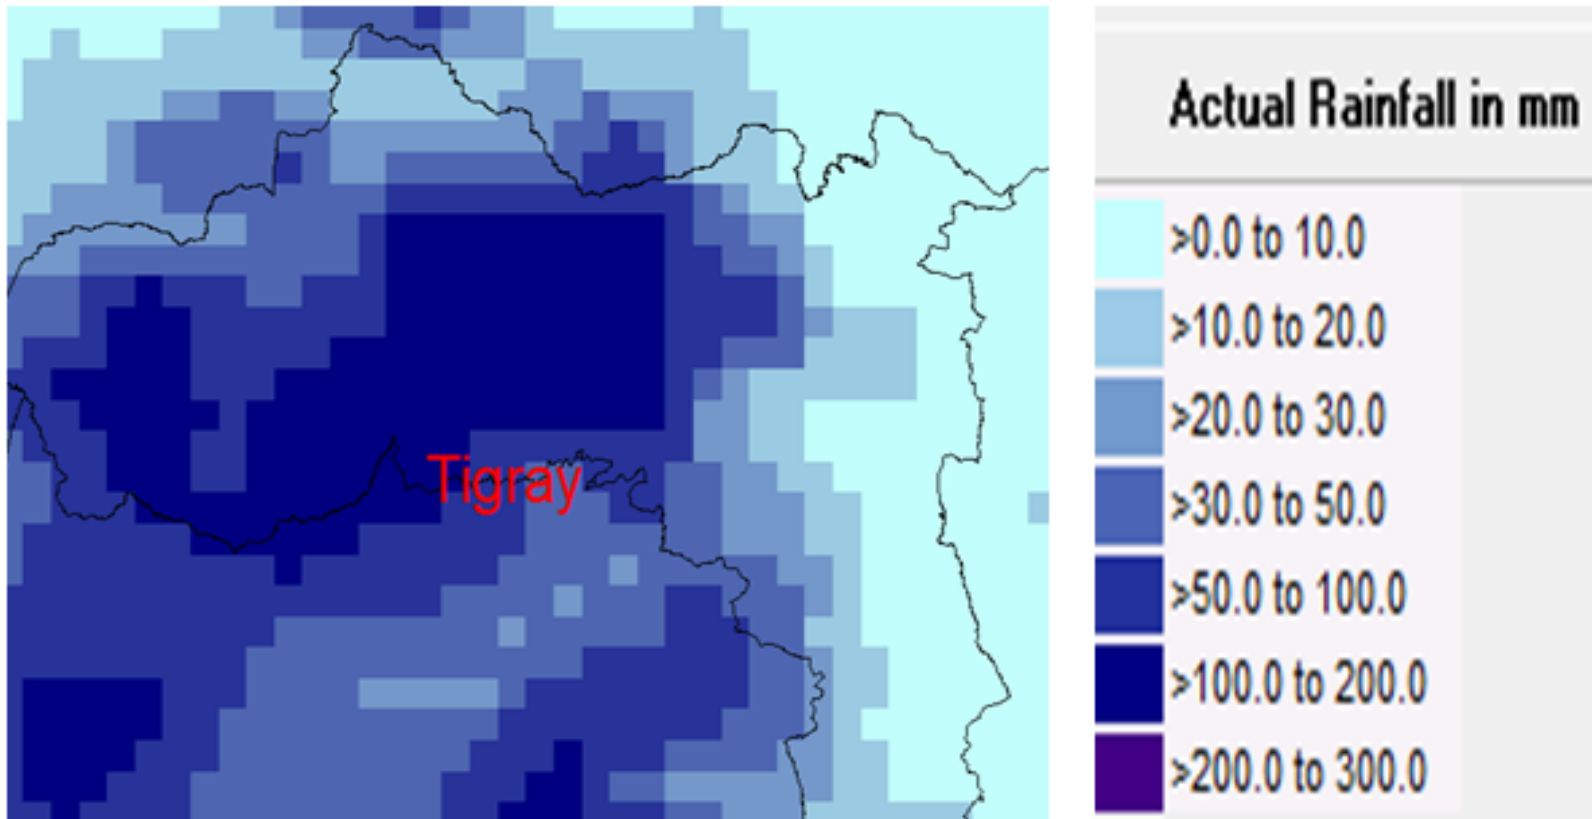 Tigray
Actual Rainfall in mm
>0.0 to 10.0
>10.0 to 20.0
>20.0 to 30.0
>30.0 to 50.0
>50.0 to 100.0
>100.0 to 200.0
>200.0 to 300.0